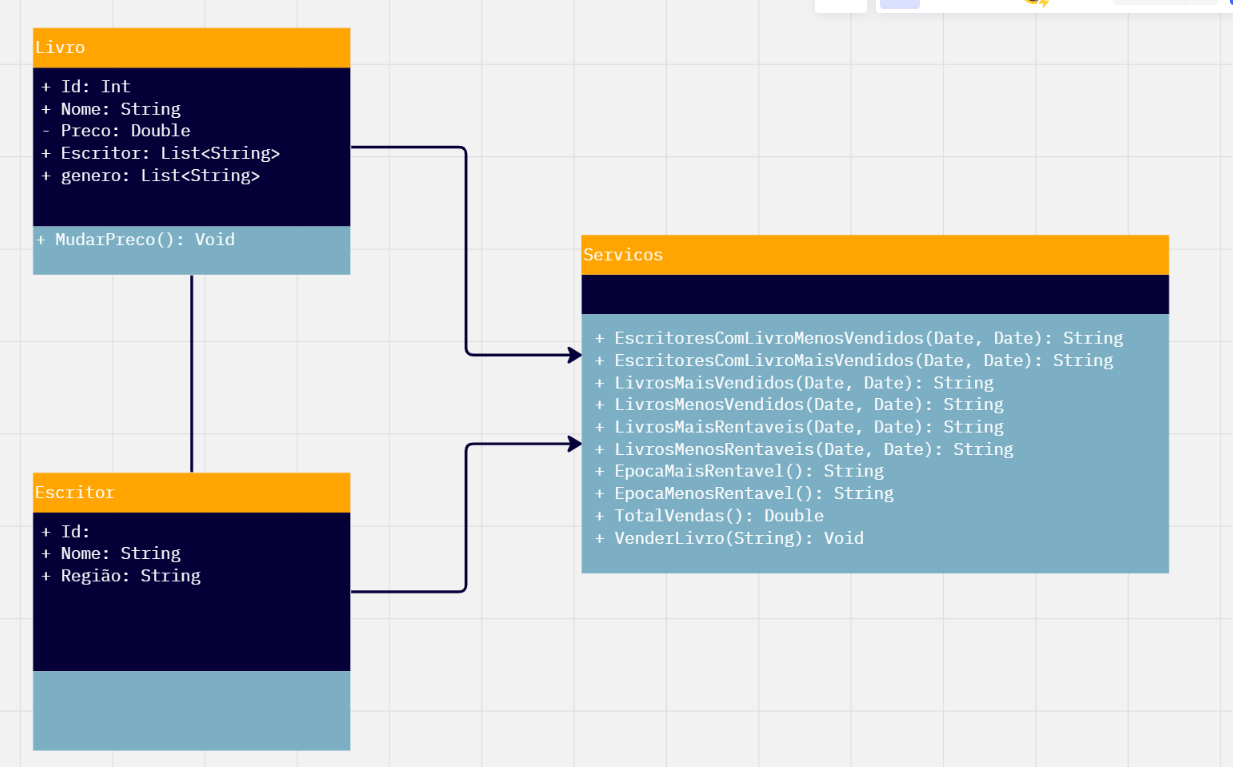 Livro
+ Id: Int
+ Nome: String
- Preco: Double
+ Escritor: List<String>
+ genero: List<String>
+ MudarPreco(): Void
Servicos
+ EscritoresComLivroMenosVendidos(Date, Date): String
+ EscritoresComLivroMaisVendidos(Date, Date): String
+ LivrosMaisVendidos(Date, Date): String
+ LivrosMenosVendidos(Date, Date): String
+ LivrosMaisRentaveis(Date, Date): String
+ LivrosMenosRentaveis(Date, Date): String
+ EpocaMaisRentavel(): String
+ EpocaMenosRentavel(): String
+ TotalVendas(): Double
+ VenderLivro(String): Void
Escritor
+ Id:
+ Nome: String
+ Região: String